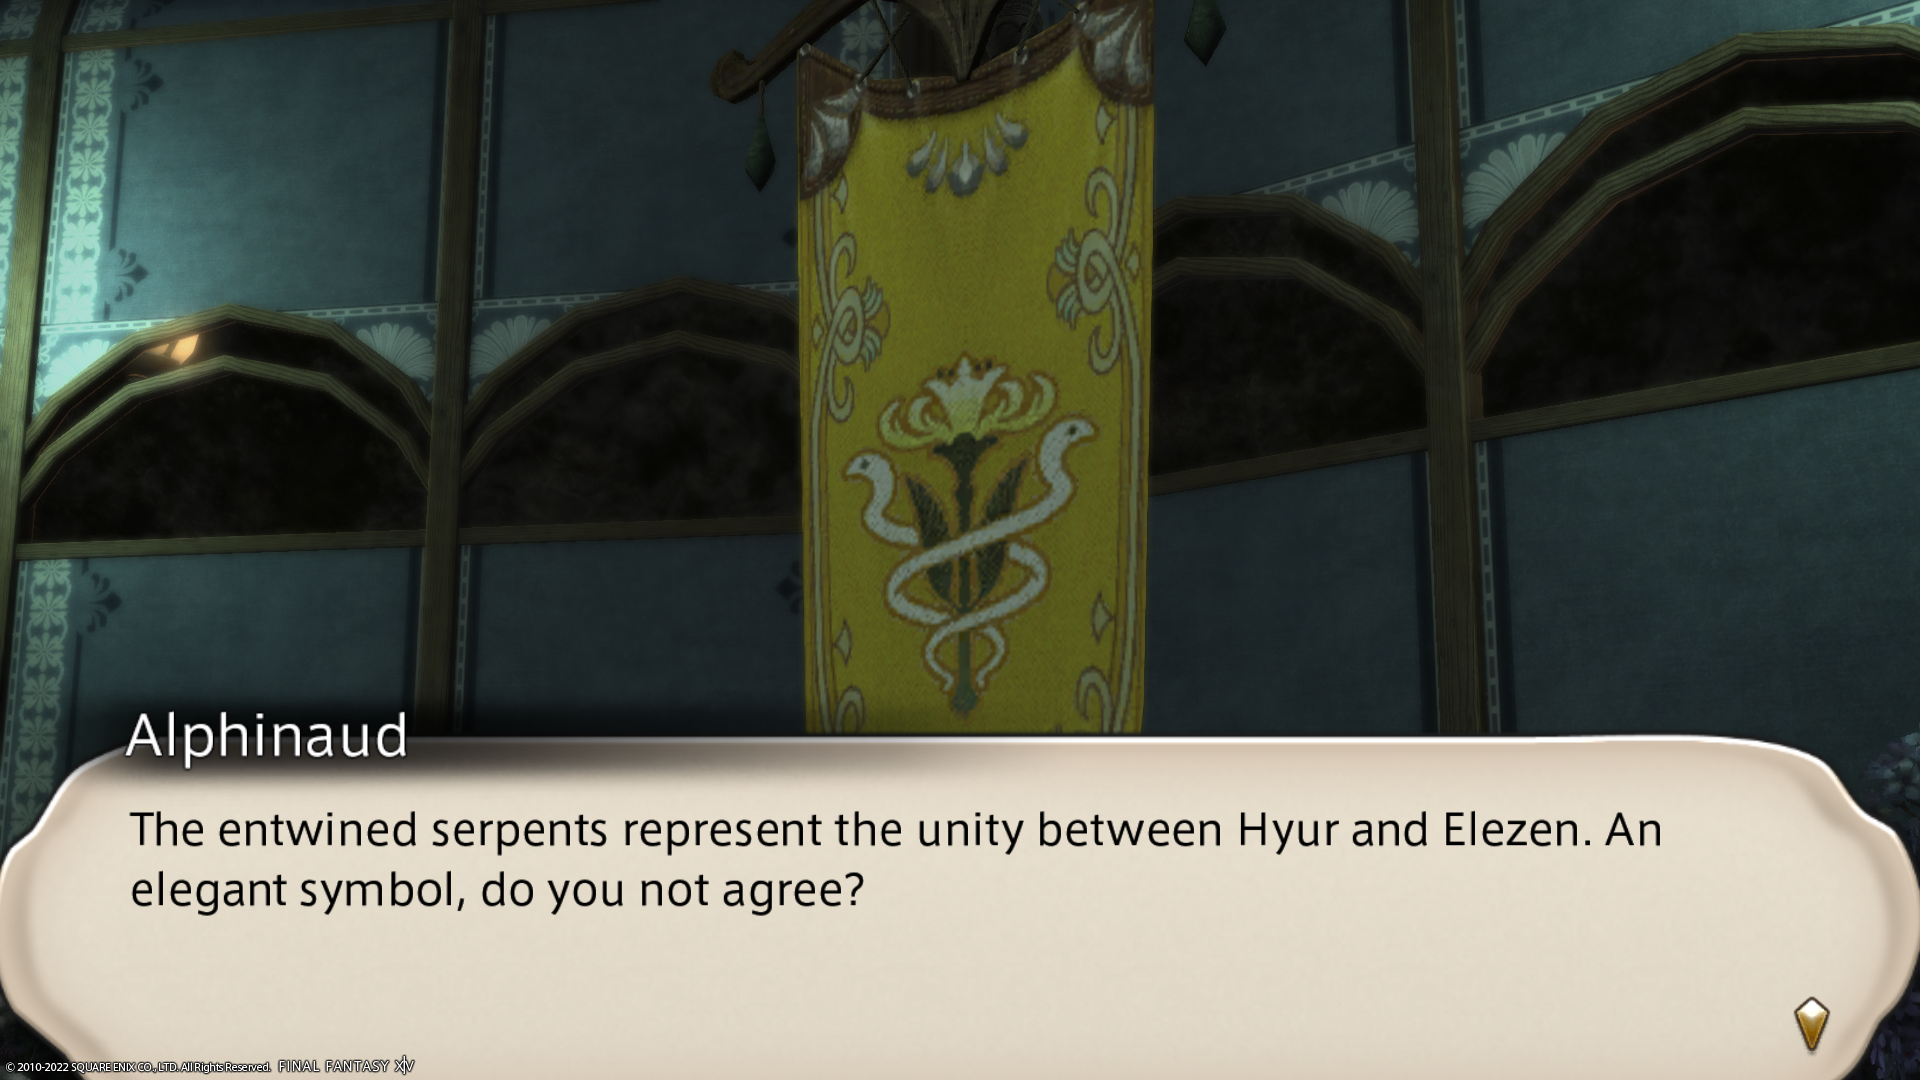 Alphinaud
The entwined serpents represent the unity between Hyur and Elezen. An
elegant symbol, do you not agree?
© 2010-2022 SQUARE ENIX CO., LTD. All Rights Reserved. FINAL FANTASY XIV